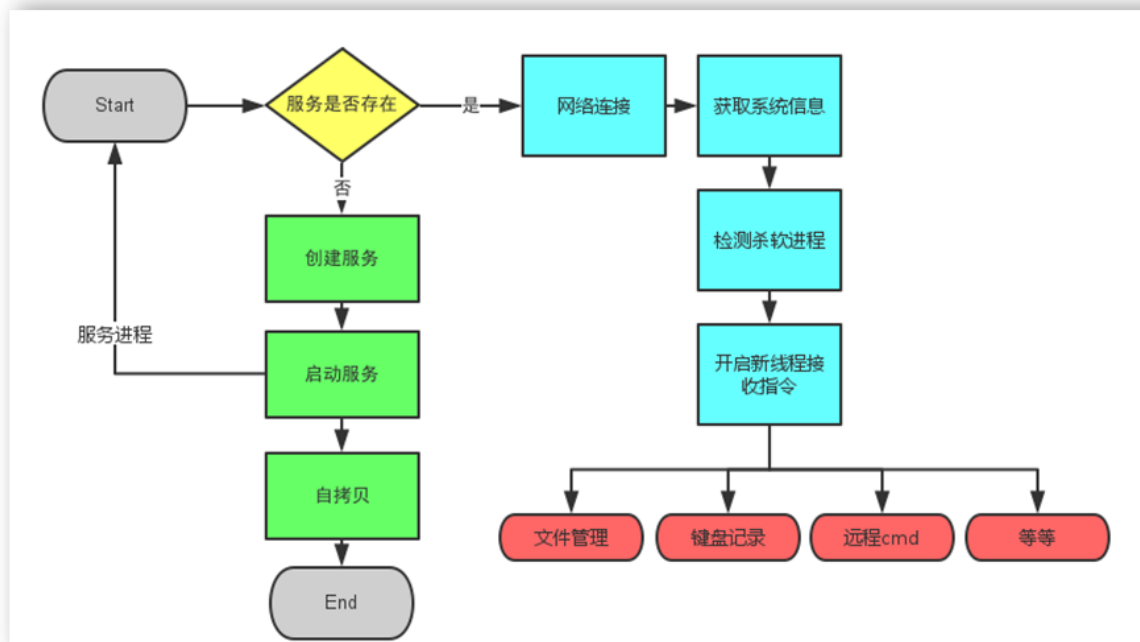 Start
服务是否存在
是
网络连接
获取系统信息
否
检测杀软进程
创建服务
服务进程
启动服务
开启新线程接
收指令
自拷贝
文件管理
键盘记录
远程cmd
等等
End